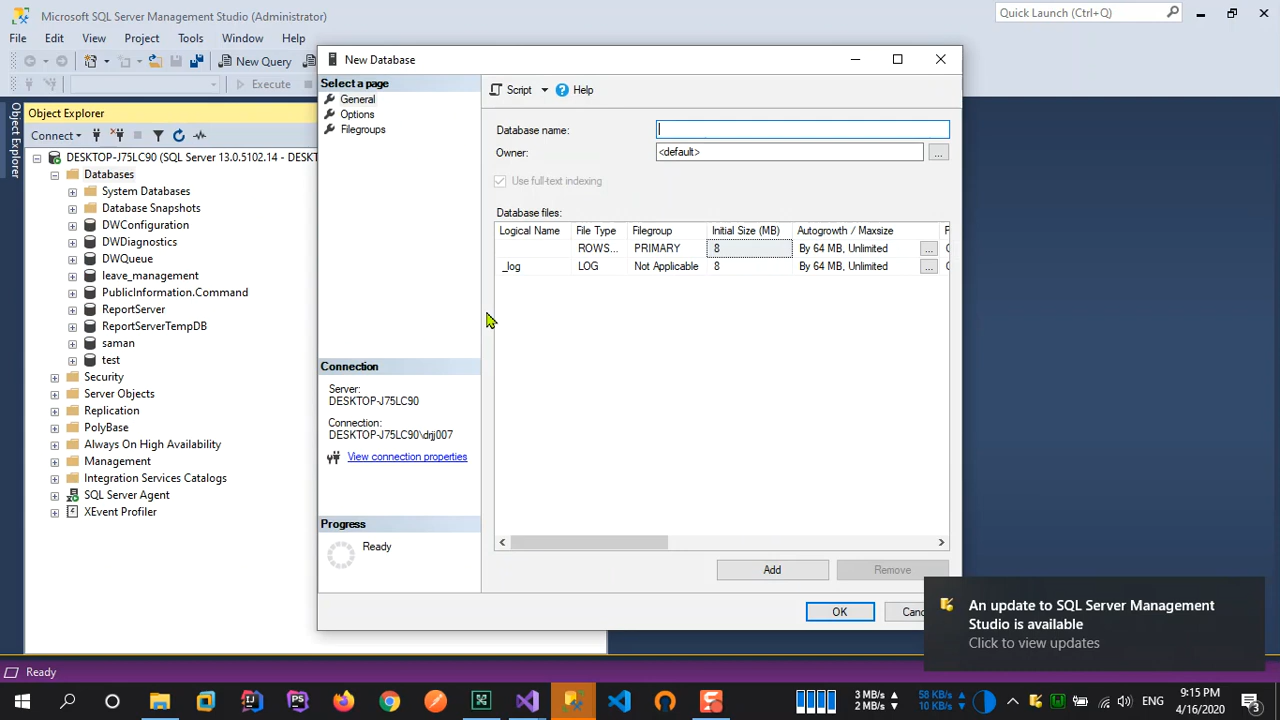 Microsoft SQL Server Management Studio (Administrator)
Quick Launch (Ctrl+Q)
File Edit View Project Tools Window Help
New Query
Execute
Object Explorer
Object Explorer
Connect
DESKTOP-J75LC90 (SQL Server 13.0.5102.14 - DESKT
Databases
System Databases
Database Snapshots
DWConfiguration
DWDiagnostics
DWQueue
leave_management
PublicInformation.Command
ReportServer
ReportServerTempDB
saman
test
Security
Server Objects
Replication
PolyBase
Always On High Availability
Management
Integration Services Catalogs
SQL Server Agent
XEvent Profiler
New Database
Select a page
General
Options
Filegroups
Connection
Server:
DESKTOP-J75LC90
Connection:
DESKTOP-J75LC90\drjj007
View connection properties
Progress
Ready
Script Help
Database name:
Owner: <default> ...
Use full-text indexing
Database files:
Logical Name File Type Filegroup Initial Size (MB) Autogrowth / Maxsize
ROWS... PRIMARY 8 By 64 MB, Unlimited ...
_log LOG Not Applicable 8 By 64 MB, Unlimited ...
Add Remove
OK Canc
An update to SQL Server Management
Studio is available
Click to view updates
Ready
3 MB/s
2 MB/s
58 KB/s
10 KB/s
ENG
9:15 PM
4/16/2020
3